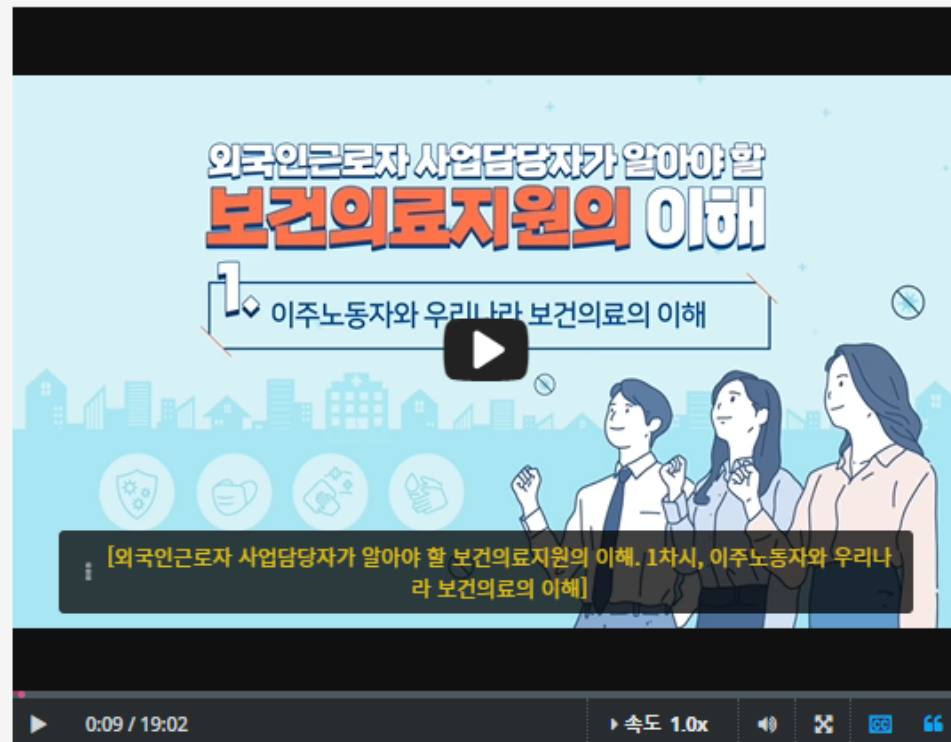 외국인근로자 사업담당자가 알아야 할
보건의료지원의 이해
1. 이주노동자와 우리나라 보건의료의 이해
[외국인근로자 사업담당자가 알아야 할 보건의료지원의 이해. 1차시, 이주노동자와 우리나
라 보건의료의 이해]
0:09 / 19:02 속도 1.0x CC